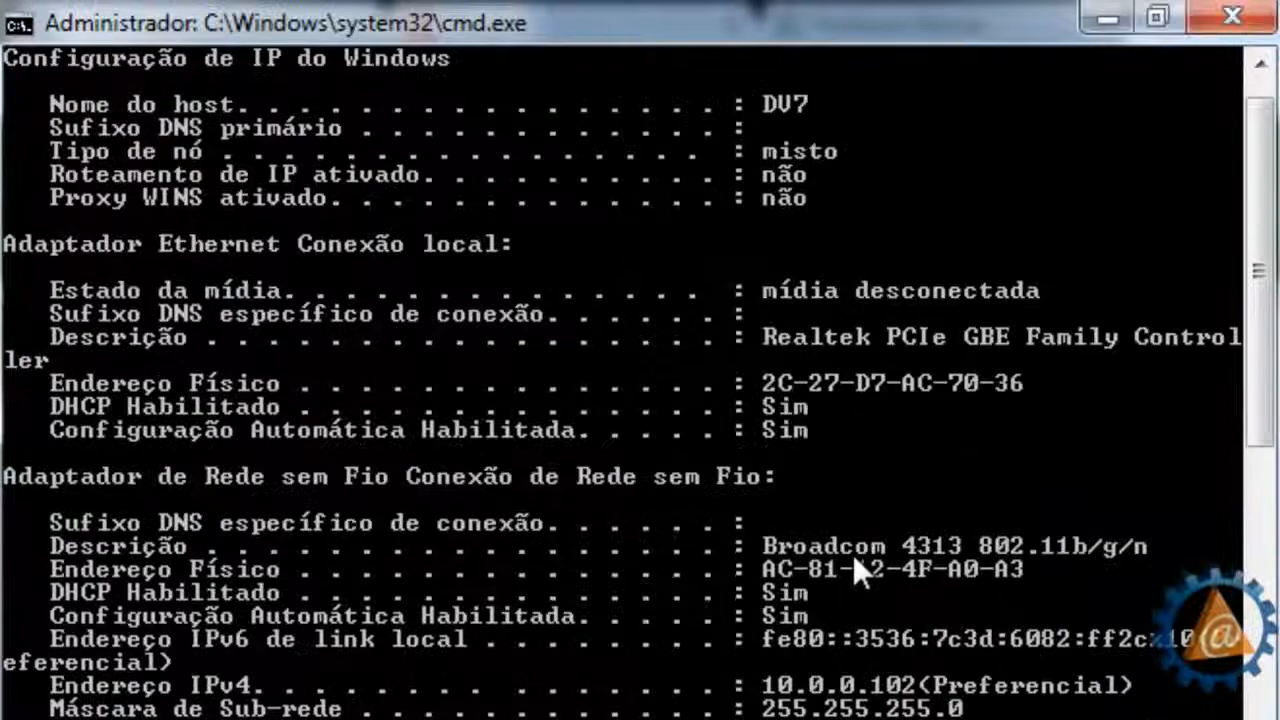 Administrador: C:\Windows\system32\cmd.exe
Configuração de IP do Windows
Nome do host. . . . . . . . . . . . . . . . : DV7
Sufixo DNS primário . . . . . . . . . . . . :
Tipo de nó . . . . . . . . . . . . . . . . : misto
Roteamento de IP ativado. . . . . . . . . . : não
Proxy WINS ativado. . . . . . . . . . . . . : não
Adaptador Ethernet Conexão local:
Estado da mídia. . . . . . . . . . . . . . : mídia desconectada
Sufixo DNS específico de conexão. . . . . . :
Descrição . . . . . . . . . . . . . . . . . : Realtek PCIe GBE Family Control
ler
Endereço Físico . . . . . . . . . . . . . . : 2C-27-D7-AC-70-36
DHCP Habilitado . . . . . . . . . . . . . . : Sim
Configuração Automática Habilitada. . . . . : Sim
Adaptador de Rede sem Fio Conexão de Rede sem Fio:
Sufixo DNS específico de conexão. . . . . . :
Descrição . . . . . . . . . . . . . . . . . : Broadcom 4313 802.11b/g/n
Endereço Físico . . . . . . . . . . . . . . : AC-81- 2-4F-A0-A3
DHCP Habilitado . . . . . . . . . . . . . . : Sim
Configuração Automática Habilitada. . . . . : Sim
Endereço IPv6 de link local . . . . . . . . : fe80::3536:7c3d:6082:ff2c
eferencial)
Endereço IPv4. . . . . . . . . . . . . . . : 10.0.0.102(Preferencial)
Máscara de Sub-rede . . . . . . . . . . . . : 255.255.255.0